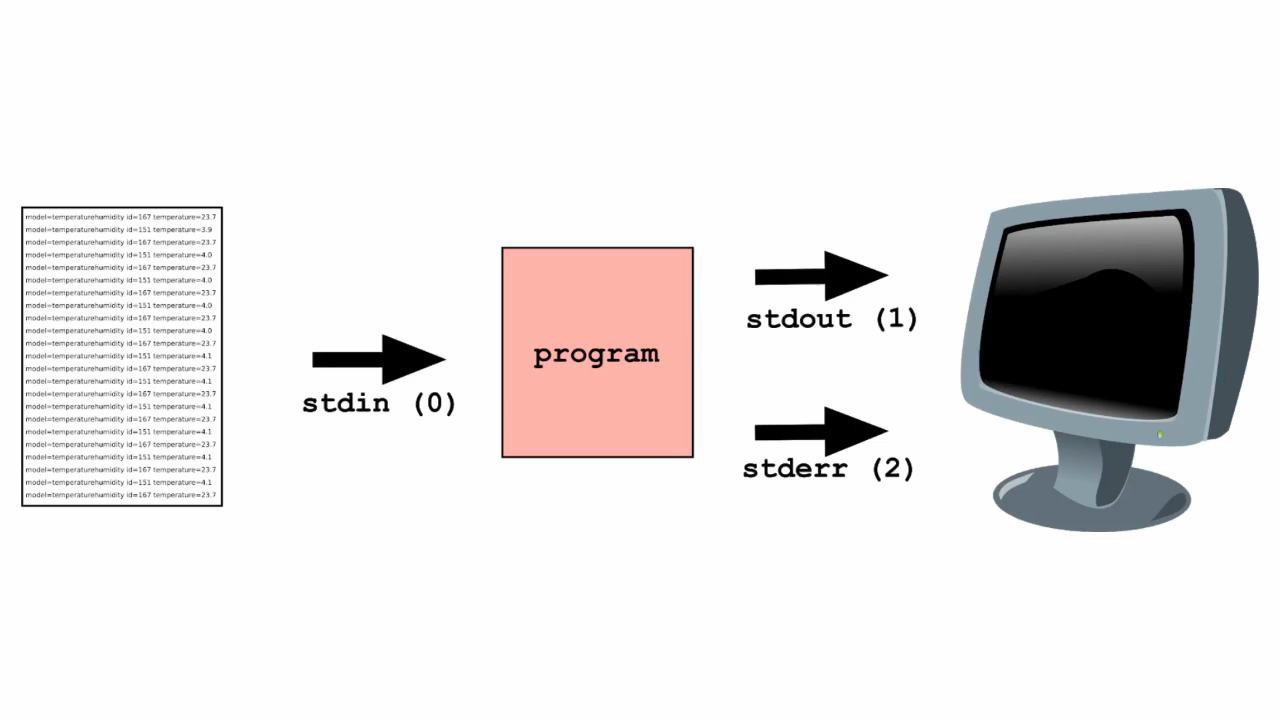 model=temperaturehumidity id=167 temperature=23.7
model=temperaturehumidity id=151 temperature=3.9
model=temperaturehumidity id=167 temperature=23.7
model=temperaturehumidity id=151 temperature=4.0
model=temperaturehumidity id=167 temperature=23.7
model=temperaturehumidity id=151 temperature=4.0
model=temperaturehumidity id=167 temperature=23.7
model=temperaturehumidity id=151 temperature=4.0
model=temperaturehumidity id=167 temperature=23.7
model=temperaturehumidity id=151 temperature=4.0
model=temperaturehumidity id=167 temperature=23.7
model=temperaturehumidity id=151 temperature=4.1
model=temperaturehumidity id=167 temperature=23.7
model=temperaturehumidity id=151 temperature=4.1
model=temperaturehumidity id=167 temperature=23.7
model=temperaturehumidity id=151 temperature=4.1
model=temperaturehumidity id=167 temperature=23.7
model=temperaturehumidity id=151 temperature=4.1
model=temperaturehumidity id=167 temperature=23.7
model=temperaturehumidity id=151 temperature=4.1
model=temperaturehumidity id=167 temperature=23.7
model=temperaturehumidity id=151 temperature=4.1
model=temperaturehumidity id=167 temperature=23.7
stdin (0)
program
stdout (1)
stderr (2)